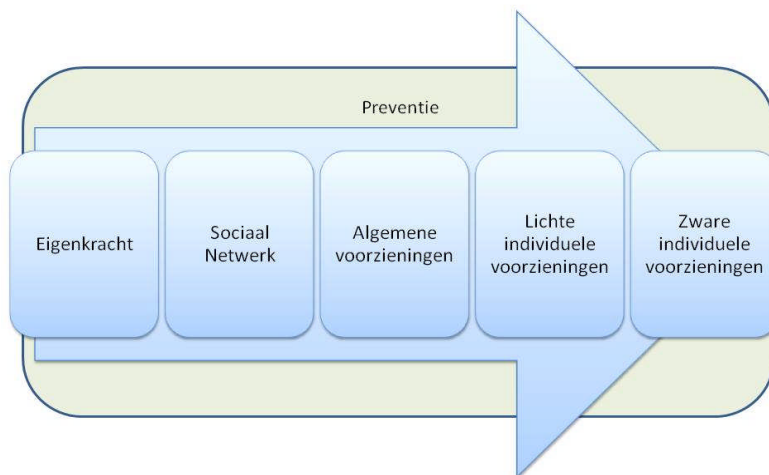 Preventie
Eigenkracht
Sociaal
Netwerk
Algemene
voorzieningen
Lichte
individuele
voorzieningen
Zware
individuele
voorzieningen